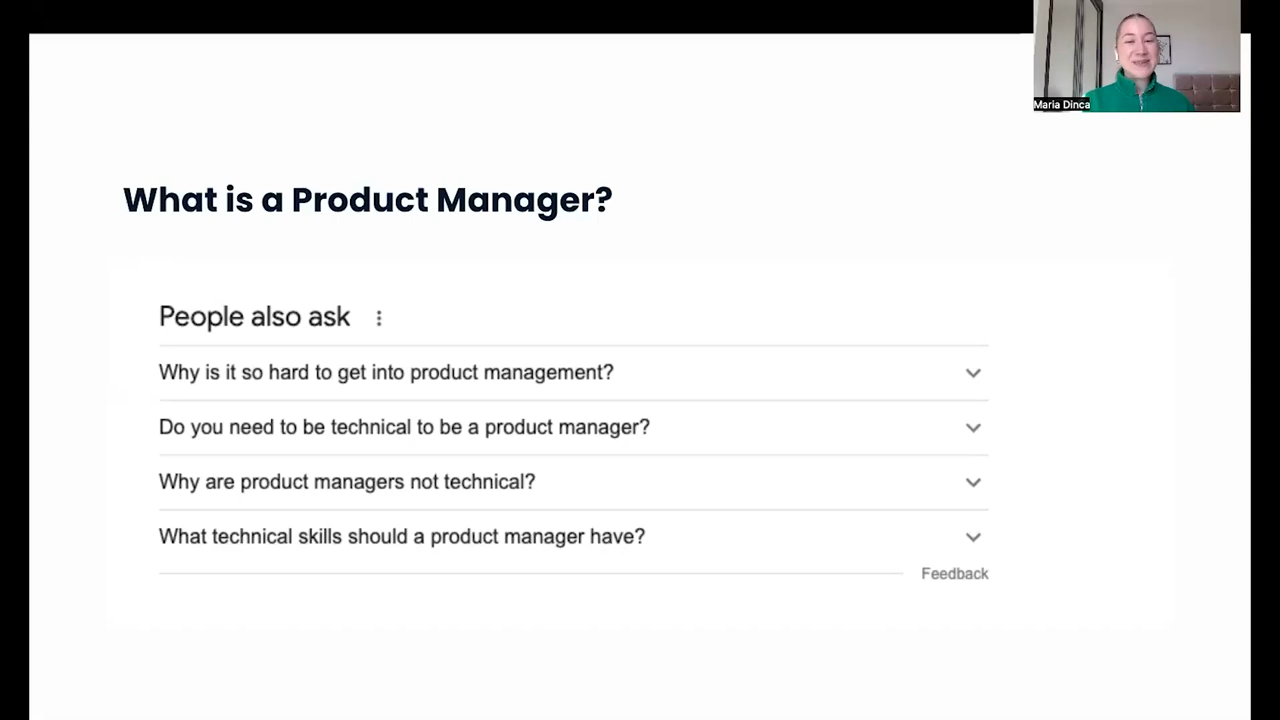 Maria Dinca
What is a Product Manager?
People also ask
Why is it so hard to get into product management?
Do you need to be technical to be a product manager?
Why are product managers not technical?
What technical skills should a product manager have?
Feedback